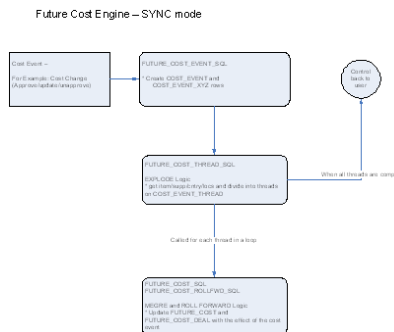 Future Cost Engine – SYNC mode
Cost Event –
For Example: Cost Change
(Approve/update/unapprove)
FUTURE_COST_EVENT_SQL
* Create COST_EVENT and
COST_EVENT_XYZ rows
Control
back to
user
FUTURE_COST_THREAD_SQL
EXPLODE Logic:
* get item/suppl/cntry/locs and divide into threads
on COST_EVENT_THREAD
When all threads are comp
Called for each thread in a loop
FUTURE_COST_SQL
FUTURE_COST_ROLLFWD_SQL
MERGE and ROLL FORWARD Logic:
* Update FUTURE_COST and
FUTURE_COST_DEAL with the effect of the cost
event